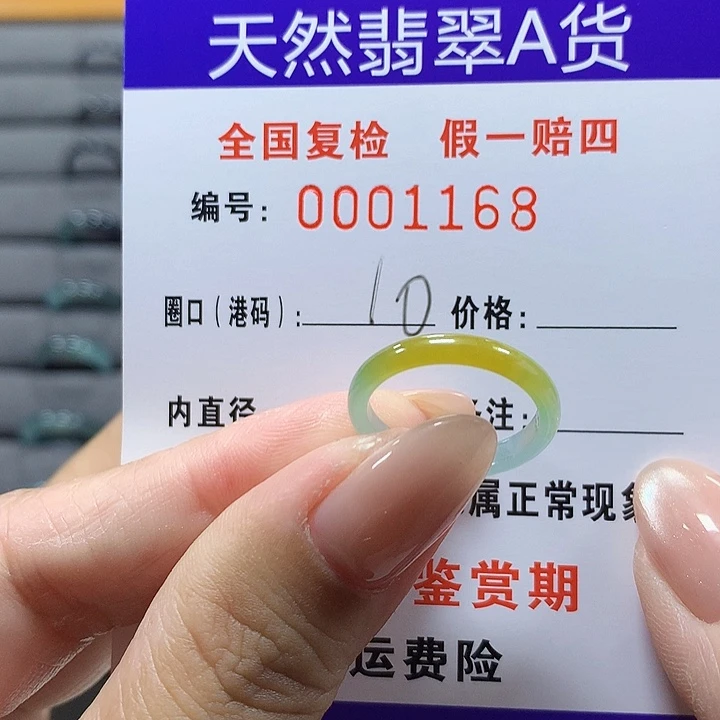 天然翡翠A货
全国复检 假一赔四
编号: 0001168
圈口(港码): 10 价格:
内直径 注:
属正常现象
鉴赏期
运费险